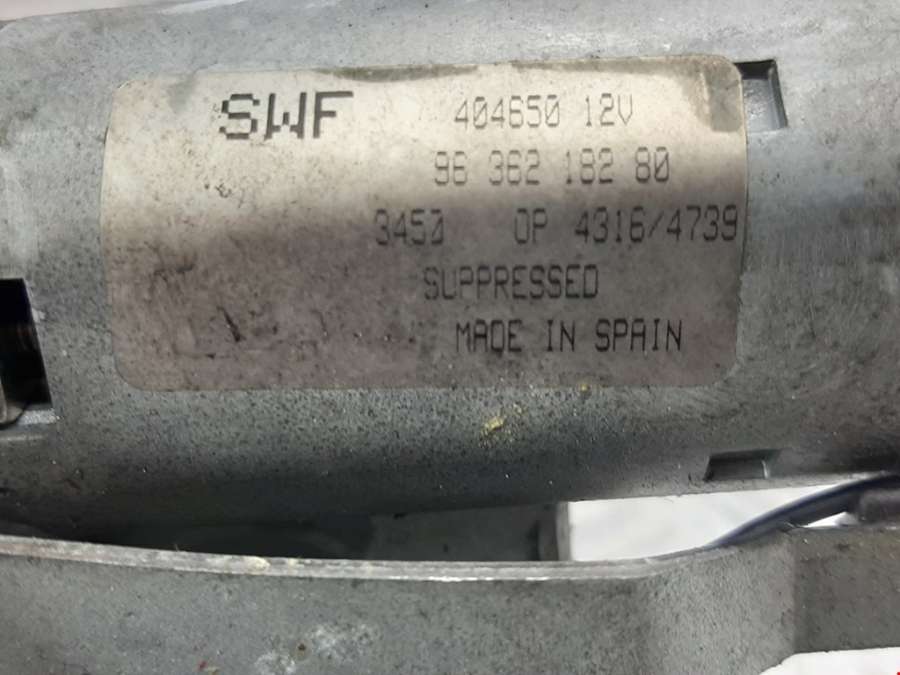 SWF 404650 12V
96 362 182 80
3450 OP 4316/4739
SUPPRESSED
MADE IN SPAIN